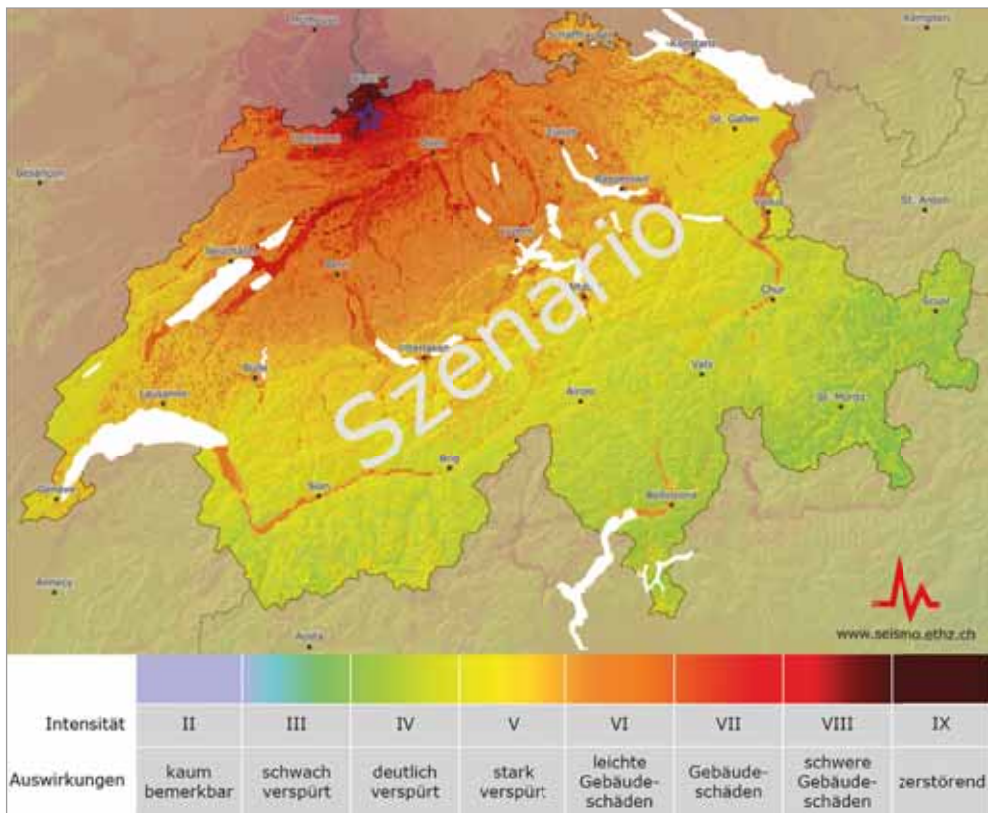 Schaffhausen
Kempten
Konstanz
Basel
St. Gallen
Delémont
Olten
Zürich
Besançon
Rapperswil
St. Anton
Vaduz
Neuchâtel
Luzern
Bern
Chur
Scuol
Interlaken
Bulle
Vals
Airolo
Lausanne
St. Moritz
Szenario
Brig
Sion
Genève
Bellinzona
Annecy
Aosta
www.seismo.ethz.ch
Intensität II III IV V VI VII VIII IX
Auswirkungen
kaum
bemerkbar
schwach
verspürt
deutlich
verspürt
stark
verspürt
leichte
Gebäude-
schäden
Gebäude-
schäden
schwere
Gebäude-
schäden
zerstörend